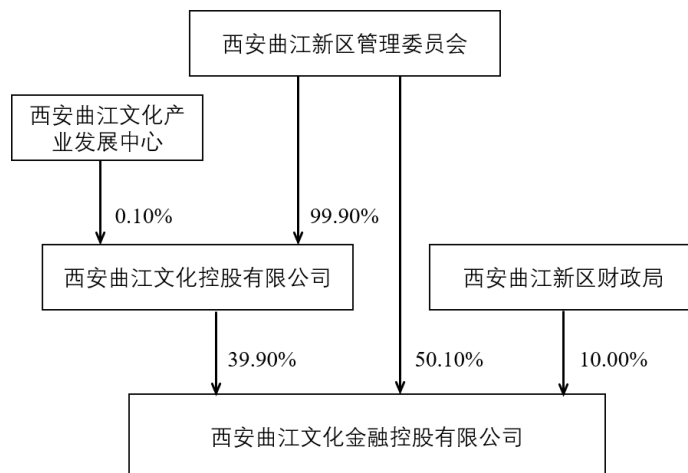 西安曲江新区管理委员会
西安曲江文化产
业发展中心
0.10%
99.90%
西安曲江文化控股有限公司
西安曲江新区财政局
39.90%
50.10%
10.00%
西安曲江文化金融控股有限公司